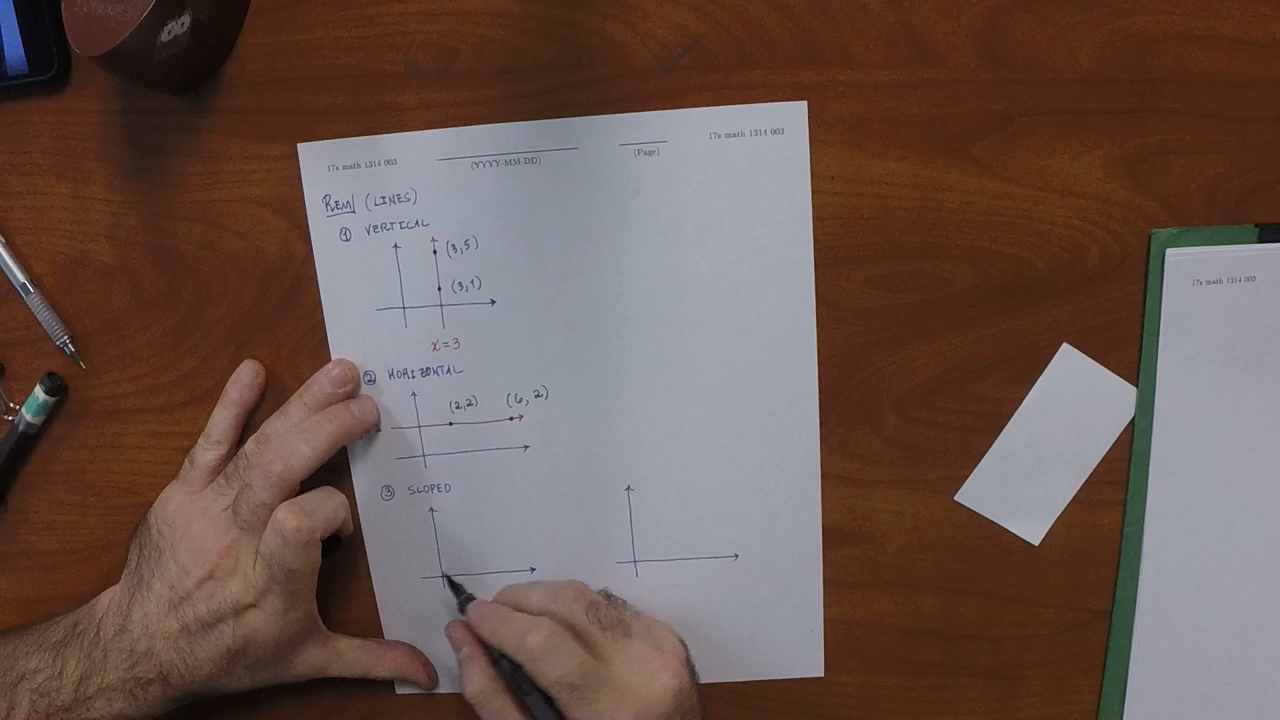 17s math 1314 003
(YYYY-MM-DD)
(Page)
17s math 1314 003
REM (LINES)
① VERTICAL
(3,5)
(3,1)
x=3
② HORIZONTAL
(2,2)
(6,2)
③ SLOPED
17s math 1314 003